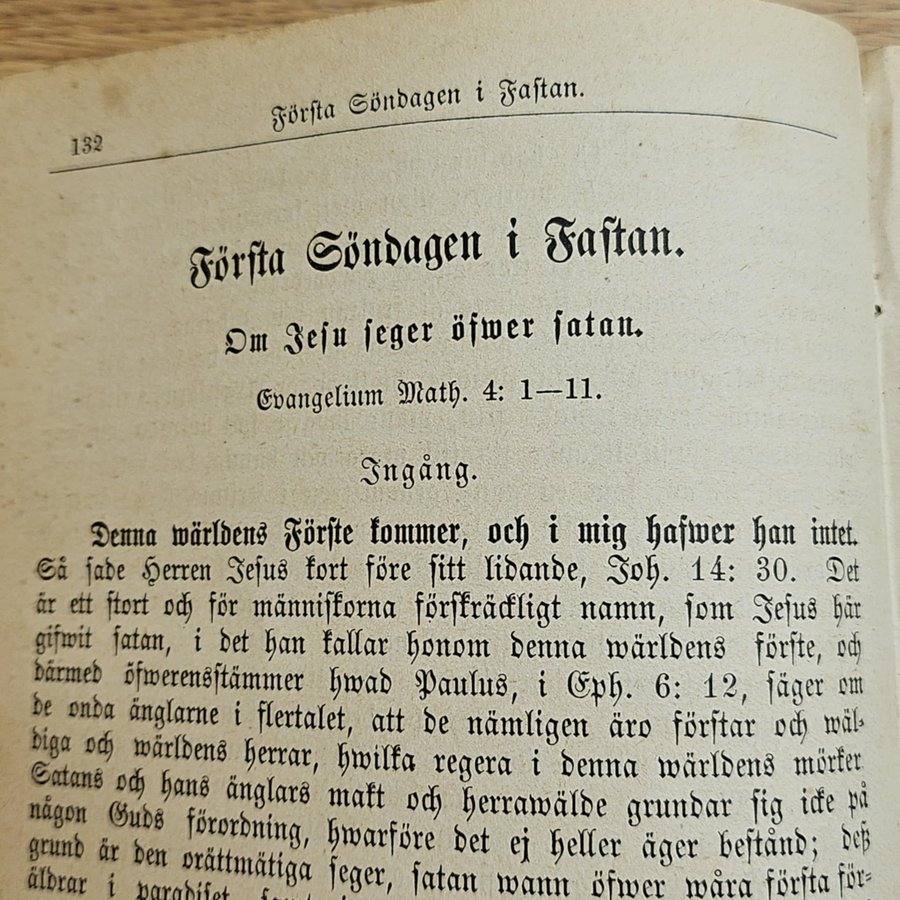 132
Första Söndagen i Fastan.
Första Söndagen i Fastan.
Om Jesu seger öfwer satan.
Evangelium Math. 4: 1—11.
Ingång.
Denna wärldens Förste kommer, och i mig hafwer han intet.
Så sade Herren Jesus kort före sitt lidande, Joh. 14: 30. Det
är ett stort och för människorna förskräckligt namn, som Jesus här
gifwit satan, i det han kallar honom denna wärldens förste, och
därmed öfwerensstämmer hwad Paulus, i Eph. 6: 12, säger om
de onda änglarne i flertalet, att de nämligen äro förstar och wäl-
diga och wärldens herrar, hwilka regera i denna wärldens mörker
Satans och hans änglars makt och herrawälde grundar sig icke på
någon Guds förordning, hwarföre det ej heller äger bestånd; deß
grund är den orättmätiga seger, satan wann öfwer wåra första för-
äldrar i paradiset